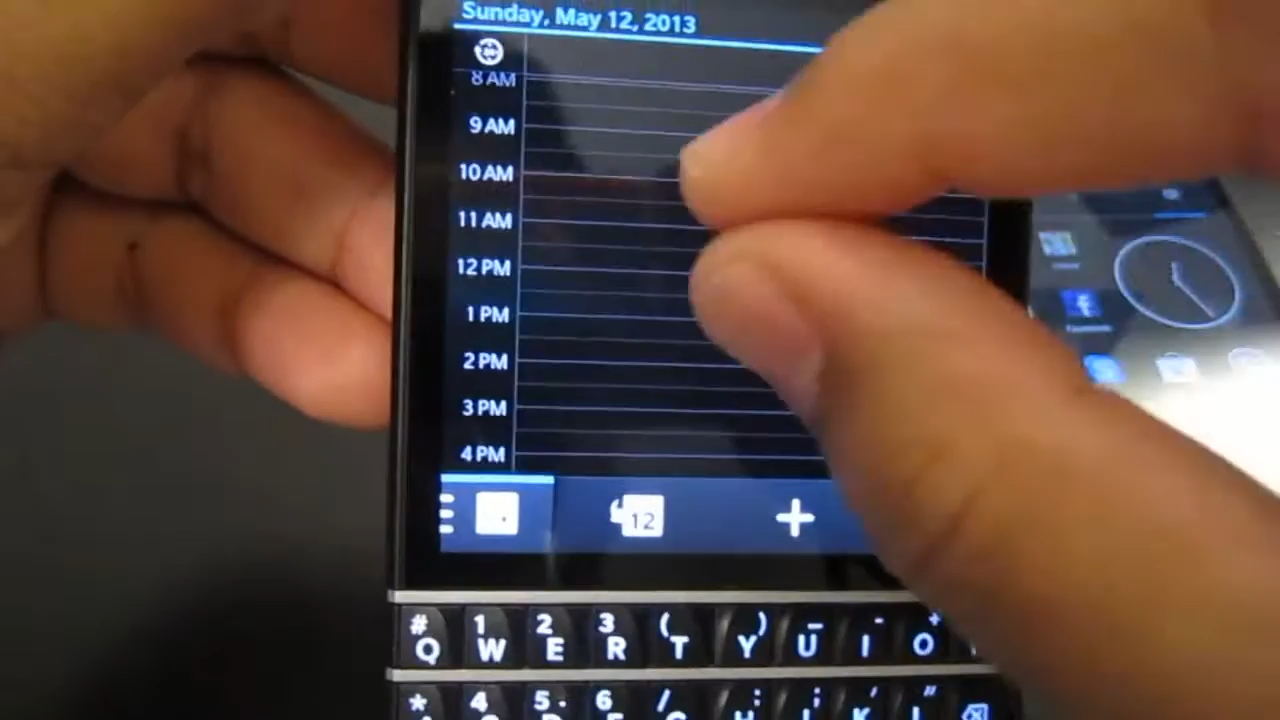 Sunday, May 12, 2013
8 AM
9 AM
10 AM
11 AM
12 PM
1 PM
2 PM
3 PM
4 PM
12
# 1 2 3 ( ) _ - +
Q W E R T Y U I O
* 4 5 6 / : ; ' "